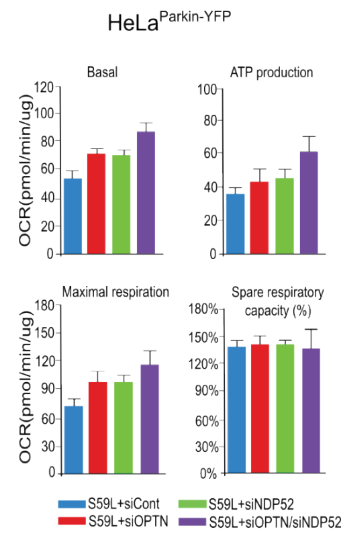 HeLaParkin-YFP
Basal
ATP production
OCR(pmol/min/ug)
120
100
80
60
40
20
0
100
80
60
40
20
0
Maximal respiration
Spare respiratory
capacity (%)
OCR(pmol/min/ug)
180
150
120
90
60
30
0
180%
150%
120%
90%
60%
30%
0%
S59L+siCont
S59L+siNDP52
S59L+siOPTN
S59L+siOPTN/siNDP52